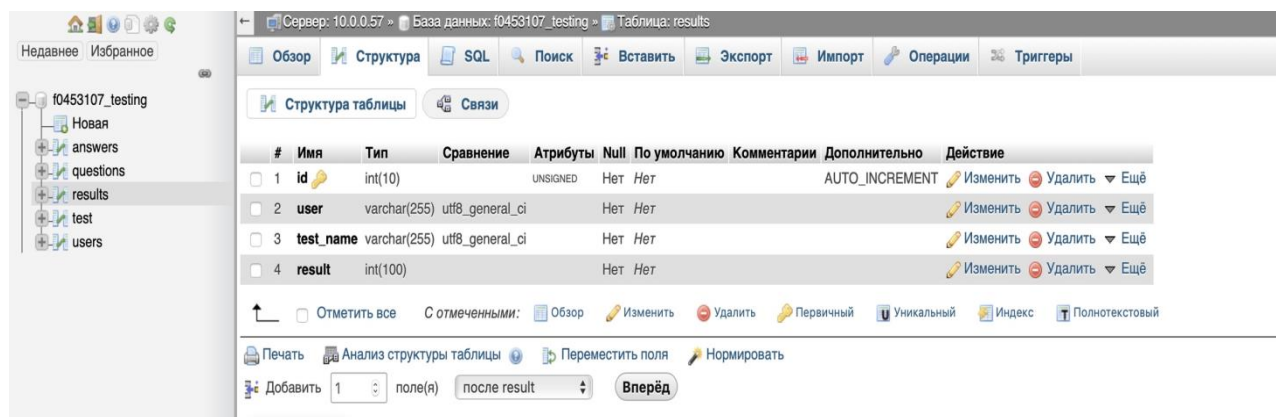 ← Сервер: 10.0.0.57 » База данных: f0453107_testing » Таблица: results
Недавнее Избранное
f0453107_testing
Новая
answers
questions
results
test
users
Обзор Структура SQL Поиск Вставить Экспорт Импорт Операции Триггеры
Структура таблицы Связи
# Имя Тип Сравнение Атрибуты Null По умолчанию Комментарии Дополнительно Действие
1 id int(10) UNSIGNED Нет Нет AUTO_INCREMENT Изменить Удалить Ещё
2 user varchar(255) utf8_general_ci Нет Нет Изменить Удалить Ещё
3 test_name varchar(255) utf8_general_ci Нет Нет Изменить Удалить Ещё
4 result int(100) Нет Нет Изменить Удалить Ещё
Отметить все С отмеченными: Обзор Изменить Удалить Первичный Уникальный Индекс Полнотекстовый
Печать Анализ структуры таблицы Переместить поля Нормировать
Добавить 1 поле(я) после result Вперёд